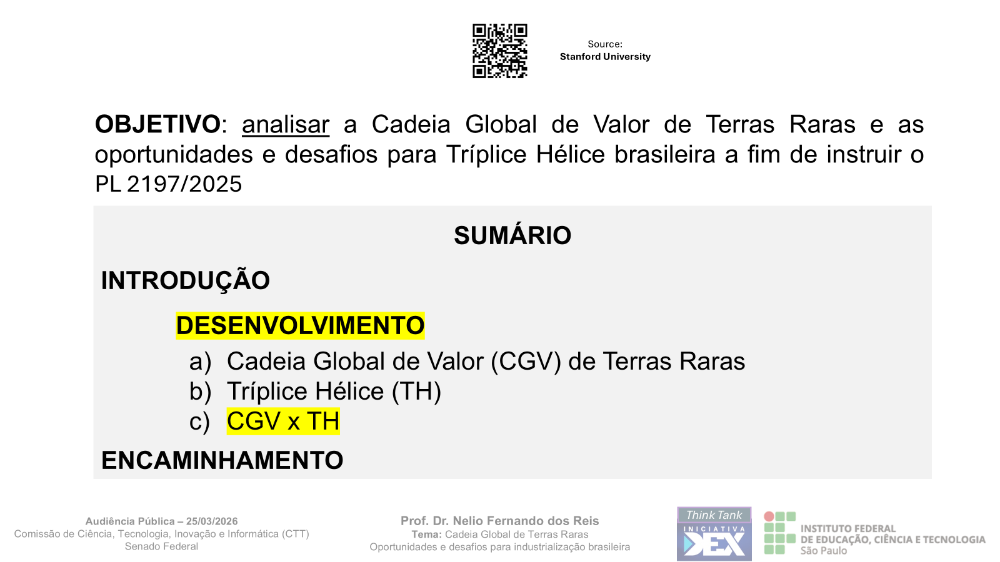 Source:
Stanford University
OBJETIVO: analisar a Cadeia Global de Valor de Terras Raras e as
oportunidades e desafios para Tríplice Hélice brasileira a fim de instruir o
PL 2197/2025
SUMÁRIO
INTRODUÇÃO
DESENVOLVIMENTO
a) Cadeia Global de Valor (CGV) de Terras Raras
b) Tríplice Hélice (TH)
c) CGV x TH
ENCAMINHAMENTO
Audiência Pública – 25/03/2026
Comissão de Ciência, Tecnologia, Inovação e Informática (CTT)
Senado Federal
Prof. Dr. Nelio Fernando dos Reis
Tema: Cadeia Global de Terras Raras
Oportunidades e desafios para industrialização brasileira
Think Tank
INICIATIVA
DEX
INSTITUTO FEDERAL
DE EDUCAÇÃO, CIÊNCIA E TECNOLOGIA
São Paulo